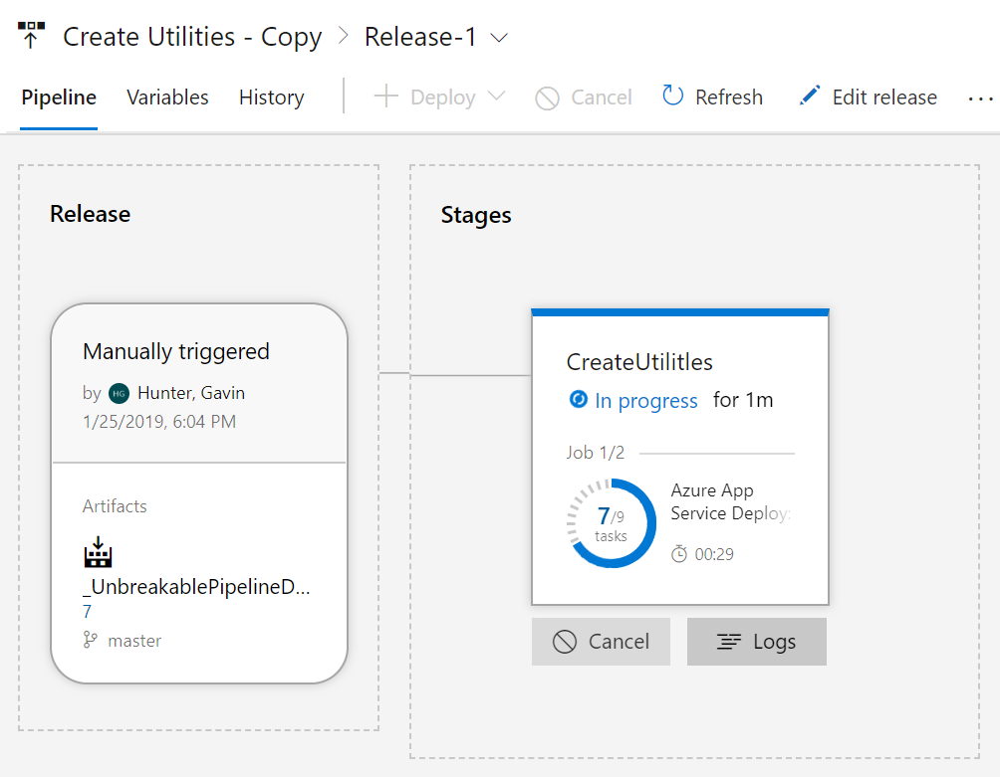 Create Utilities - Copy > Release-1
Pipeline Variables History Deploy Cancel Refresh Edit release ...
Release
Manually triggered
by HG Hunter, Gavin
1/25/2019, 6:04 PM
Artifacts
_UnbreakablePipelineD...
7
master
Stages
CreateUtilitles
In progress for 1m
Job 1/2
7/9
tasks
Azure App
Service Deploy:
00:29
Cancel
Logs